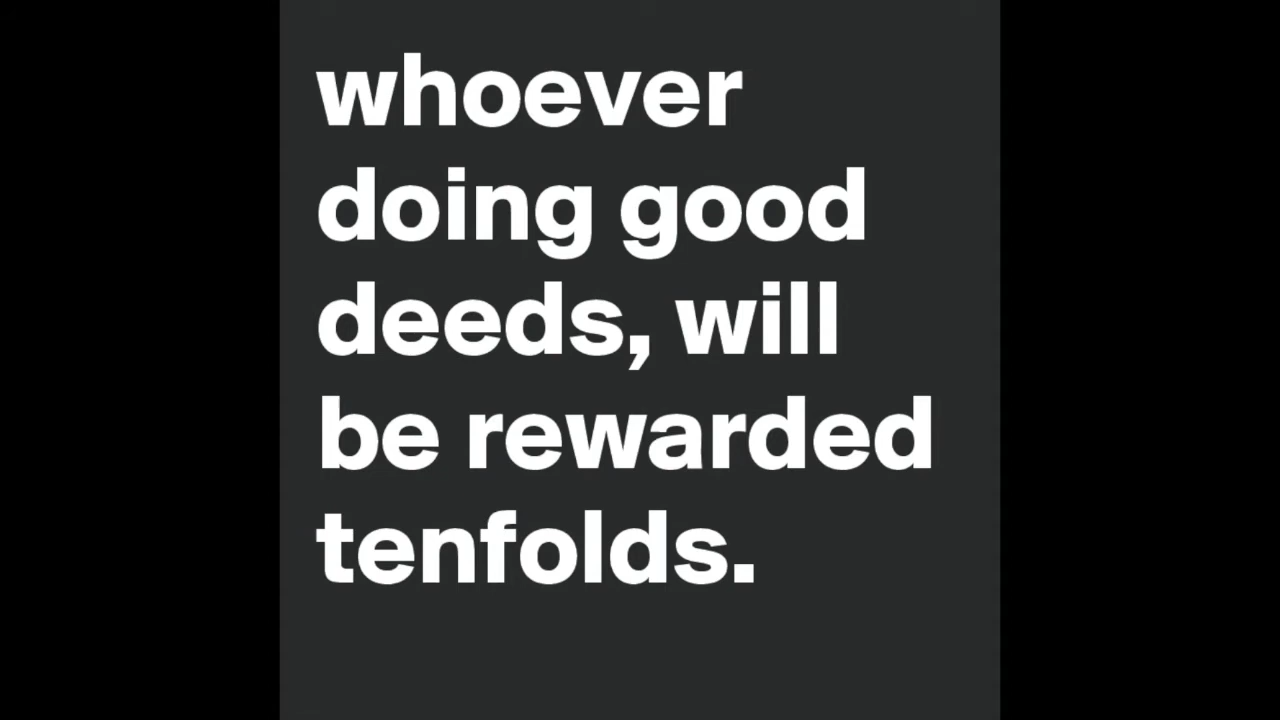 whoever
doing good
deeds, will
be rewarded
tenfolds.